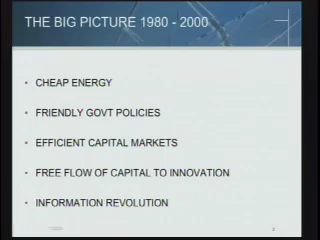 THE BIG PICTURE 1980 - 2000
• CHEAP ENERGY
• FRIENDLY GOVT POLICIES
• EFFICIENT CAPITAL MARKETS
• FREE FLOW OF CAPITAL TO INNOVATION
• INFORMATION REVOLUTION